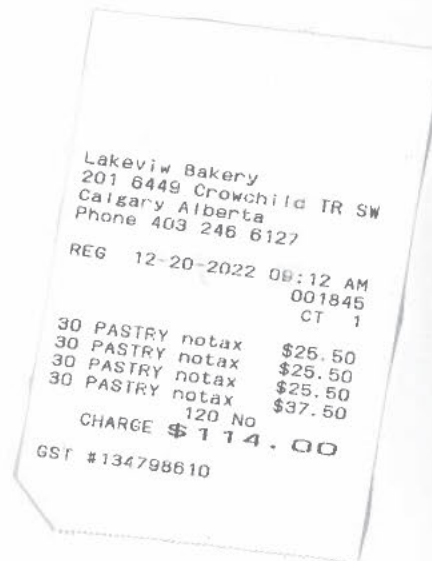 Lakeviw Bakery
201 6449 Crowchild TR SW
Calgary Alberta
Phone 403 246 6127
REG 12-20-2022 09:12 AM
001845
CT 1
30 PASTRY notax $25.50
30 PASTRY notax $25.50
30 PASTRY notax $25.50
30 PASTRY notax $37.50
120 No
CHARGE $114.00
GST #134798610